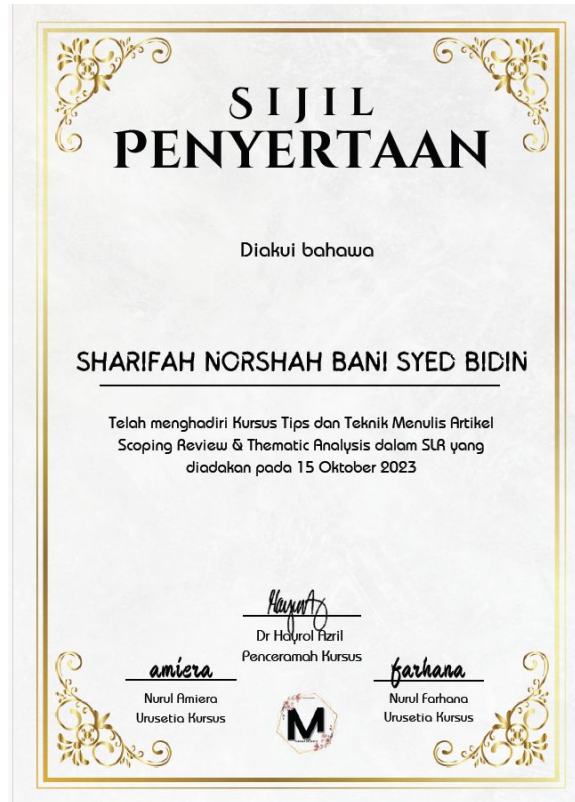 SIJIL
PENYERTAAN
Diakui bahawa
SHARIFAH NORSHAH BANI SYED BIDIN
Telah menghadiri Kursus Tips dan Teknik Menulis Artikel
Scoping Review & Thematic Analysis dalam SLR yang
diadakan pada 15 Oktober 2023
Dr Hayrol Azril
Penceramah Kursus
amiera
Nurul Amiera
Urusetia Kursus
M
farhana
Nurul Farhana
Urusetia Kursus